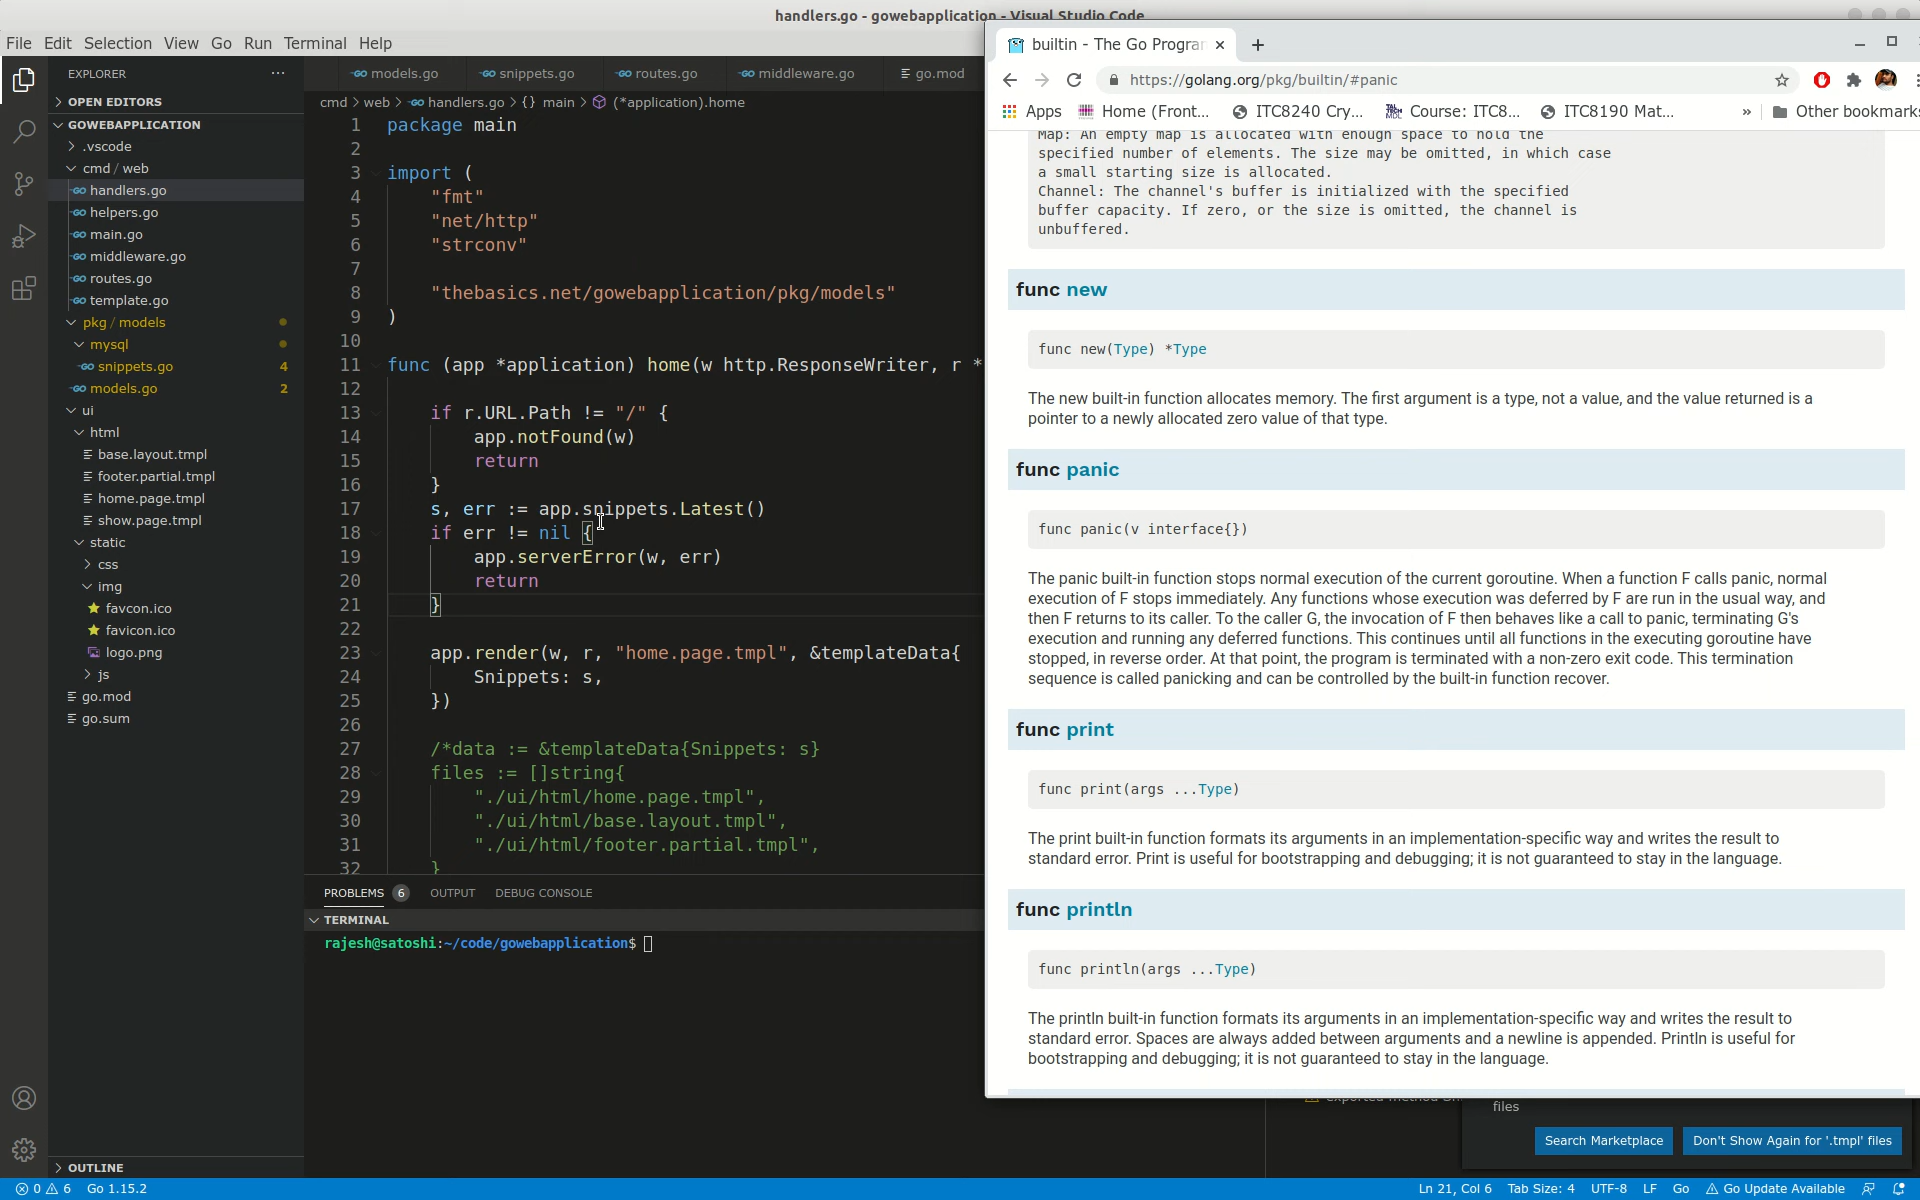 handlers.go - gowebapplication - Visual Studio Code
File Edit Selection View Go Run Terminal Help
EXPLORER
OPEN EDITORS
GOWEBAPPLICATION
.vscode
cmd / web
handlers.go
helpers.go
main.go
middleware.go
routes.go
template.go
pkg / models
mysql
snippets.go 4
models.go 2
ui
html
base.layout.tmpl
footer.partial.tmpl
home.page.tmpl
show.page.tmpl
static
css
img
favcon.ico
favicon.ico
logo.png
js
go.mod
go.sum
OUTLINE
models.go snippets.go routes.go middleware.go go.mod
cmd > web > handlers.go > {} main > (*application).home
1 package main
2
3 import (
4 "fmt"
5 "net/http"
6 "strconv"
7
8 "thebasics.net/gowebapplication/pkg/models"
9 )
10
11 func (app *application) home(w http.ResponseWriter, r *
12
13 if r.URL.Path != "/" {
14 app.notFound(w)
15 return
16 }
17 s, err := app.snippets.Latest()
18 if err != nil {
19 app.serverError(w, err)
20 return
21 }
22
23 app.render(w, r, "home.page.tmpl", &templateData{
24 Snippets: s,
25 })
26
27 /*data := &templateData{Snippets: s}
28 files := []string{
29 "./ui/html/home.page.tmpl",
30 "./ui/html/base.layout.tmpl",
31 "./ui/html/footer.partial.tmpl",
32 }
PROBLEMS 6 OUTPUT DEBUG CONSOLE
TERMINAL
rajesh@satoshi:~/code/gowebapplication$
builtin - The Go Progra
https://golang.org/pkg/builtin/#panic
Apps Home (Front... ITC8240 Cry... Course: ITC8... ITC8190 Mat... » Other bookmarks
Map: An empty map is allocated with enough space to hold the
specified number of elements. The size may be omitted, in which case
a small starting size is allocated.
Channel: The channel's buffer is initialized with the specified
buffer capacity. If zero, or the size is omitted, the channel is
unbuffered.
func new
func new(Type) *Type
The new built-in function allocates memory. The first argument is a type, not a value, and the value returned is a
pointer to a newly allocated zero value of that type.
func panic
func panic(v interface{})
The panic built-in function stops normal execution of the current goroutine. When a function F calls panic, normal
execution of F stops immediately. Any functions whose execution was deferred by F are run in the usual way, and
then F returns to its caller. To the caller G, the invocation of F then behaves like a call to panic, terminating G's
execution and running any deferred functions. This continues until all functions in the executing goroutine have
stopped, in reverse order. At that point, the program is terminated with a non-zero exit code. This termination
sequence is called panicking and can be controlled by the built-in function recover.
func print
func print(args ...Type)
The print built-in function formats its arguments in an implementation-specific way and writes the result to
standard error. Print is useful for bootstrapping and debugging; it is not guaranteed to stay in the language.
func println
func println(args ...Type)
The println built-in function formats its arguments in an implementation-specific way and writes the result to
standard error. Spaces are always added between arguments and a newline is appended. Println is useful for
bootstrapping and debugging; it is not guaranteed to stay in the language.
files
Search Marketplace Don't Show Again for '.tmpl' files
0 6 Go 1.15.2 Ln 21, Col 6 Tab Size: 4 UTF-8 LF Go Go Update Available